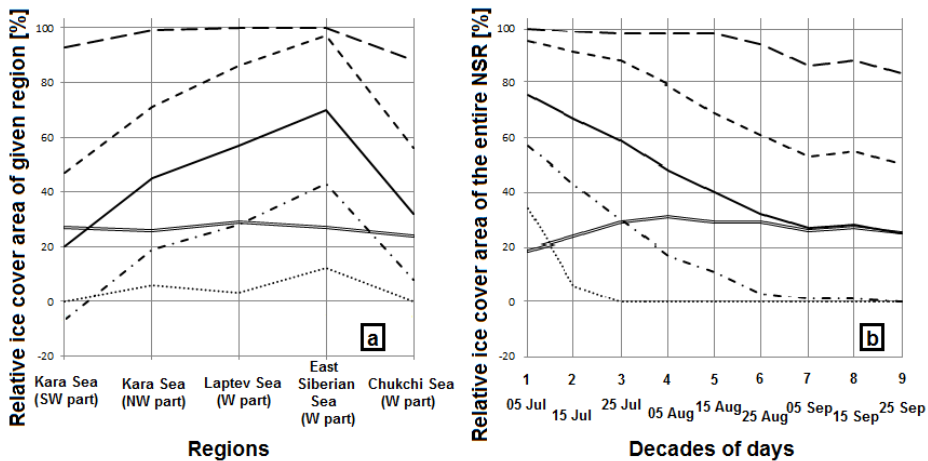 Relative ice cover area of given region [%]
100
80
60
40
20
0
-20
a
Kara Sea
(SW part)
Kara Sea
(NW part)
Laptev Sea
(W part)
East
Siberian
Sea
(W part)
Chukchi Sea
(W part)
Regions
Relative ice cover area of the entire NSR [%]
100
80
60
40
20
0
-20
b
1 2 3 4 5 6 7 8 9
05 Jul 15 Jul 25 Jul 05 Aug 15 Aug 25 Aug 05 Sep 15 Sep 25 Sep
Decades of days